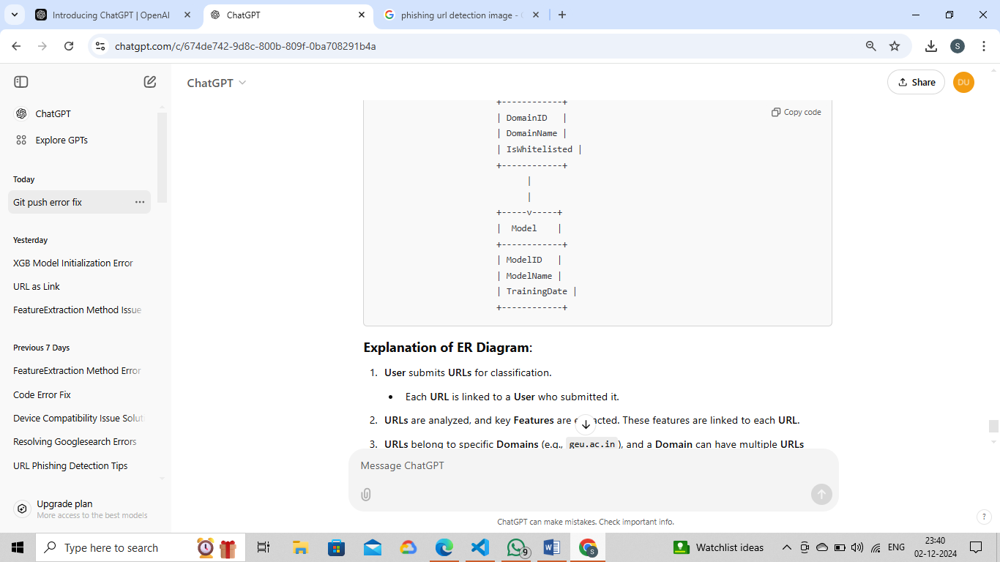 Introducing ChatGPT | OpenAI
ChatGPT
phishing url detection image -
chatgpt.com/c/674de742-9d8c-800b-809f-0ba708291b4a
S
ChatGPT
Share
DU
ChatGPT
Explore GPTs
Today
Git push error fix
Yesterday
XGB Model Initialization Error
URL as Link
FeatureExtraction Method Issue
Previous 7 Days
FeatureExtraction Method Error
Code Error Fix
Device Compatibility Issue Solut
Resolving Googlesearch Errors
URL Phishing Detection Tips
Upgrade plan
More access to the best models
Copy code
+------------+
| DomainID   |
| DomainName |
| IsWhitelisted |
+------------+
|
|
+-----v-----+
|  Model    |
+------------+
| ModelID   |
| ModelName |
| TrainingDate |
+------------+
Explanation of ER Diagram:
1. User submits URLs for classification.
• Each URL is linked to a User who submitted it.
2. URLs are analyzed, and key Features are e acted. These features are linked to each URL.
3. URLs belong to specific Domains (e.g., geu.ac.in), and a Domain can have multiple URLs
Message ChatGPT
ChatGPT can make mistakes. Check important info.
?
Type here to search
9
S
Watchlist ideas
ENG
23:40
02-12-2024